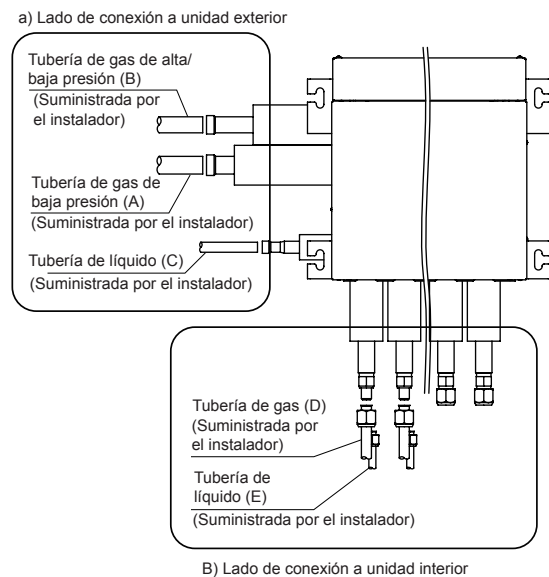 a) Lado de conexión a unidad exterior
Tubería de gas de alta/
baja presión (B)
(Suministrada por
el instalador)
Tubería de gas de
baja presión (A)
(Suministrada por el instalador)
Tubería de líquido (C)
(Suministrada por el instalador)
Tubería de gas (D)
(Suministrada por
el instalador)
Tubería de
líquido (E)
(Suministrada por el instalador)
B) Lado de conexión a unidad interior